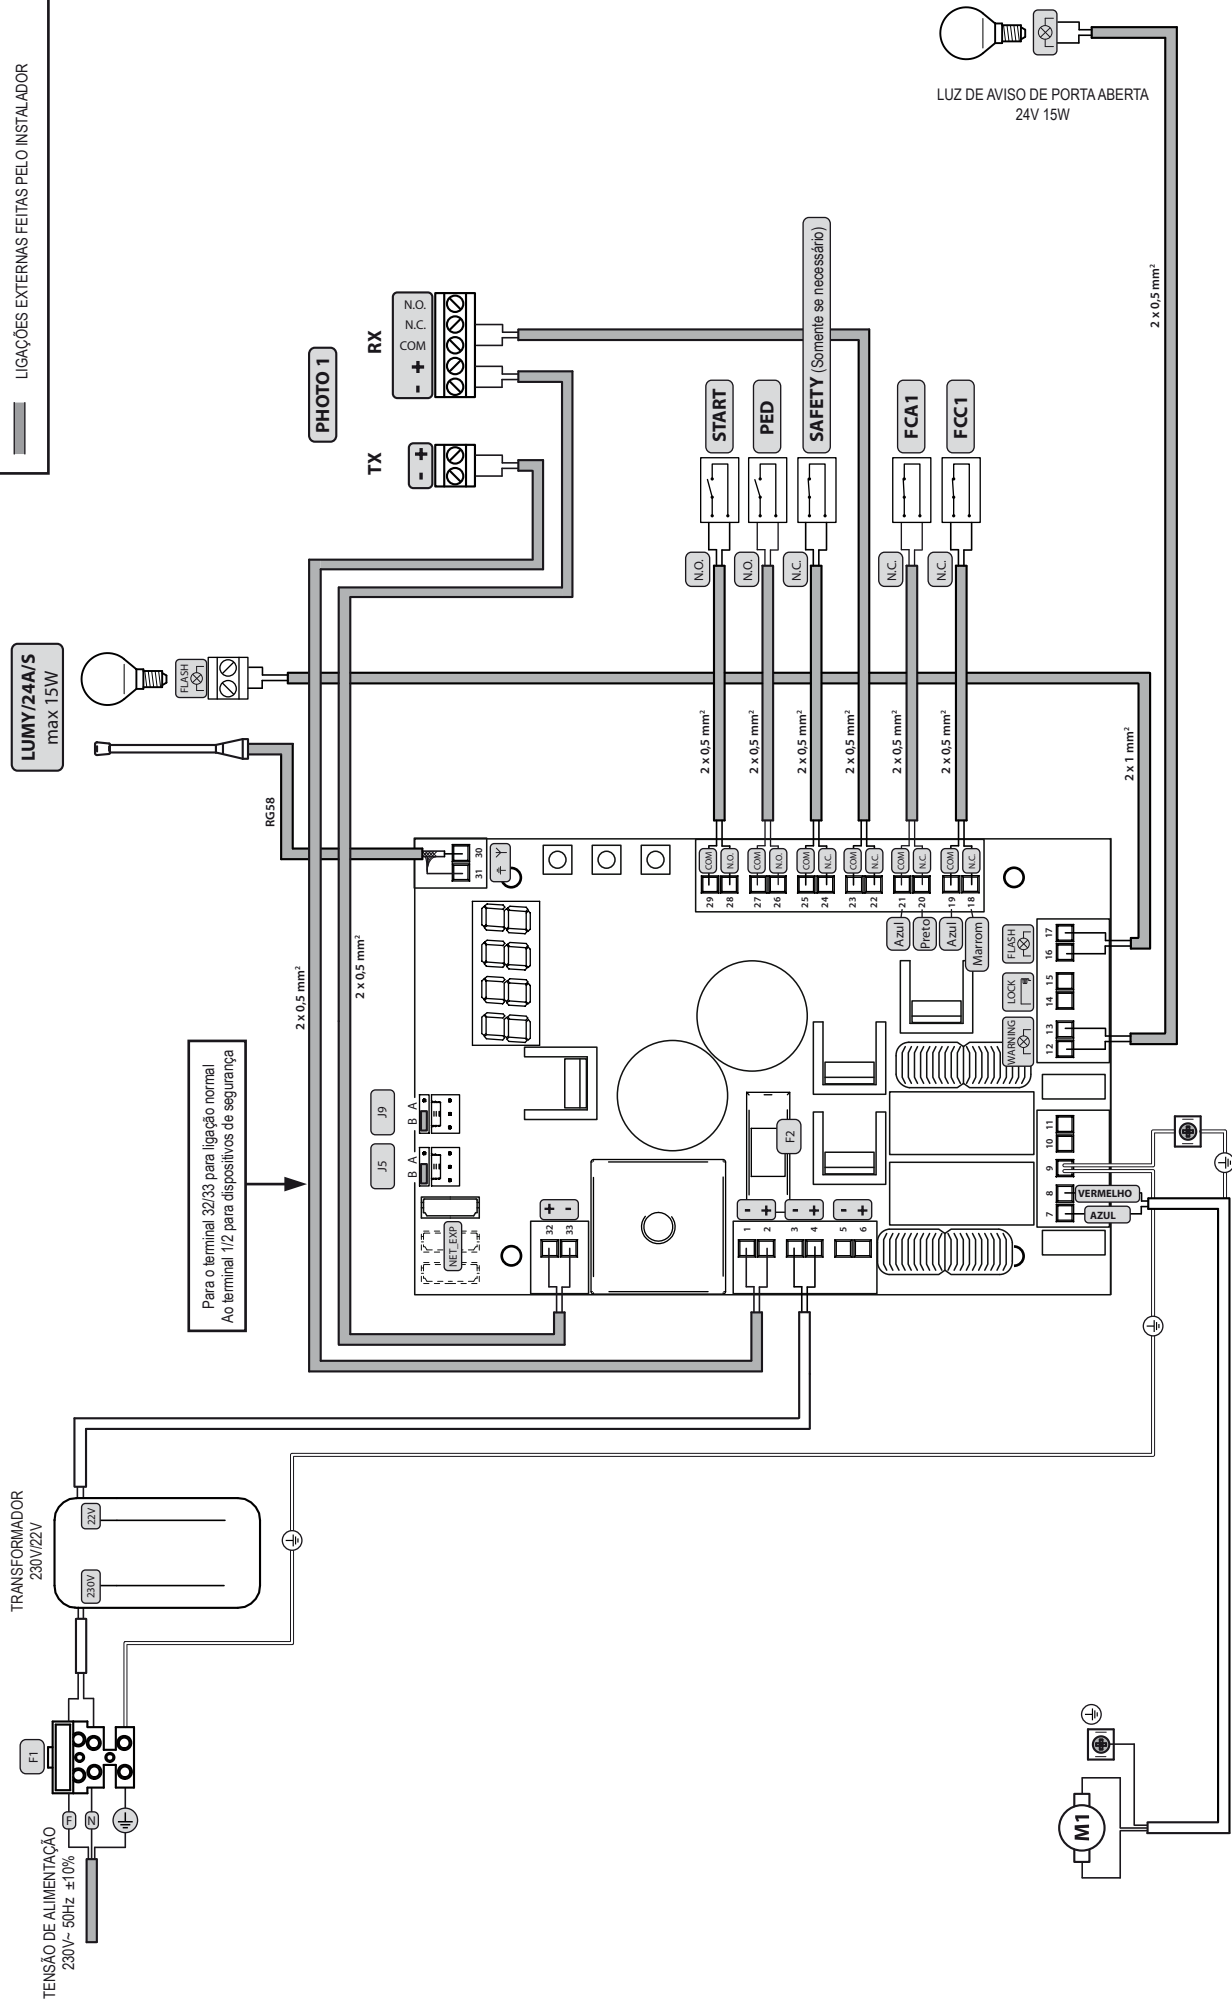 LIGAÇÕES EXTERNAS FEITAS PELO INSTALADOR
LUMY/24A/S
max 15W
FLASH
RG58
PHOTO 1
TX
- +
RX
- + COM N.C. N.O.
LUZ DE AVISO DE PORTA ABERTA
24V 15W
START
PED
SAFETY (Somente se necessário)
FCA1
FCC1
N.O.
N.O.
N.C.
N.C.
N.C.
2 x 0,5 mm²
2 x 0,5 mm²
2 x 0,5 mm²
2 x 0,5 mm²
2 x 0,5 mm²
2 x 0,5 mm²
2 x 1 mm²
2 x 0,5 mm²
2 x 0,5 mm²
2 x 0,5 mm²
Para o terminal 32/33 para ligação normal
Ao terminal 1/2 para dispositivos de segurança
31 30
29 COM
28 N.O.
27 COM
26 N.O.
25 COM
24 N.C.
23 COM
22 N.C.
21 COM
20 N.C.
19 COM
18 N.C.
Azul
Preto
Azul
Marrom
FLASH
LOCK
WARNING
12 13 14 15 16 17
J9
B A
J5
B A
NET_EXP
F2
+ 32
- 33
- 1
+ 2
- 3
+ 4
- 5
+ 6
7 8 9 10 11
VERMELHO
AZUL
TRANSFORMADOR
230V/22V
230V
22V
F1
F
N
TENSÃO DE ALIMENTAÇÃO
230V~ 50Hz ±10%
M1